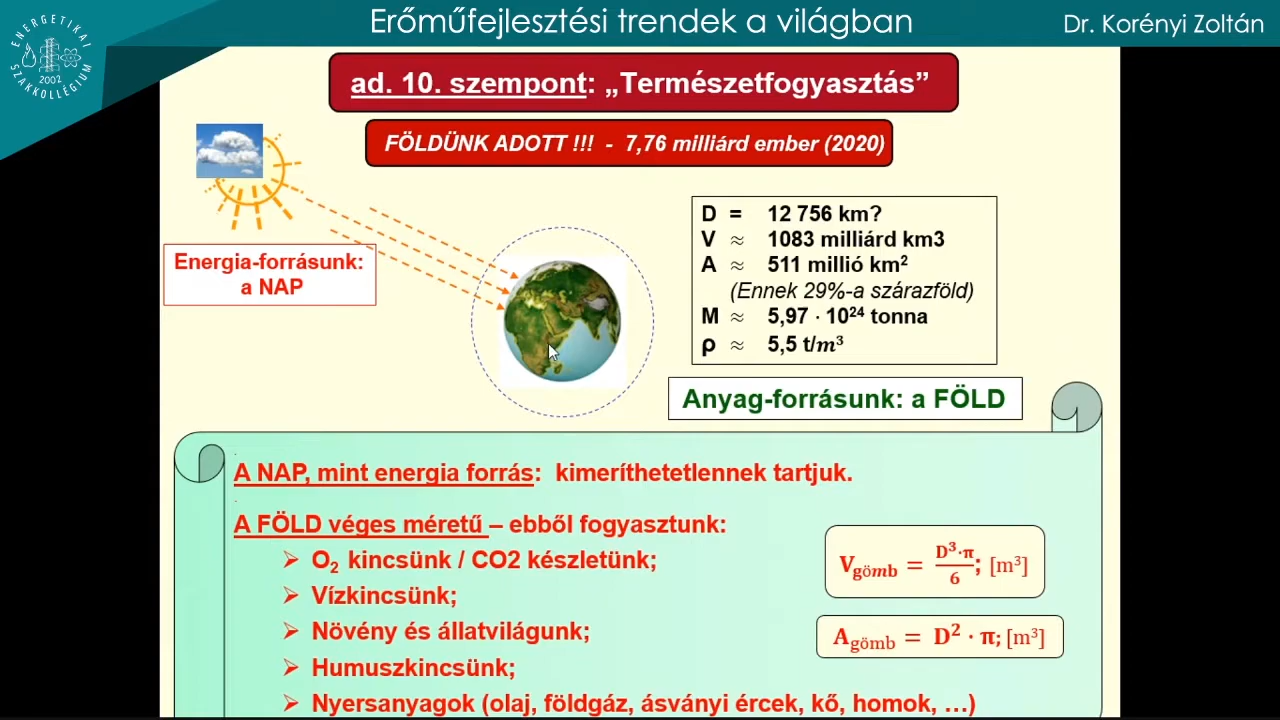 ENERGETIKAI SZAKKOLLÉGIUM
2002
Erőműfejlesztési trendek a világban
Dr. Korényi Zoltán
ad. 10. szempont: „Természetfogyasztás”
FÖLDÜNK ADOTT !!! - 7,76 milliárd ember (2020)
Energia-forrásunk:
a NAP
D = 12 756 km?
V ≈ 1083 milliárd km3
A ≈ 511 millió km²
(Ennek 29%-a szárazföld)
M ≈ 5,97 · 10²⁴ tonna
ρ ≈ 5,5 t/m³
Anyag-forrásunk: a FÖLD
A NAP, mint energia forrás: kimeríthetetlennek tartjuk.
A FÖLD véges méretű – ebből fogyasztunk:
➢ O₂ kincsünk / CO2 készletünk;
➢ Vízkincsünk;
➢ Növény és állatvilágunk;
➢ Humuszkincsünk;
➢ Nyersanyagok (olaj, földgáz, ásványi ércek, kő, homok, …)
Vgömb = D³·π/6; [m³]
Agömb = D² · π; [m³]